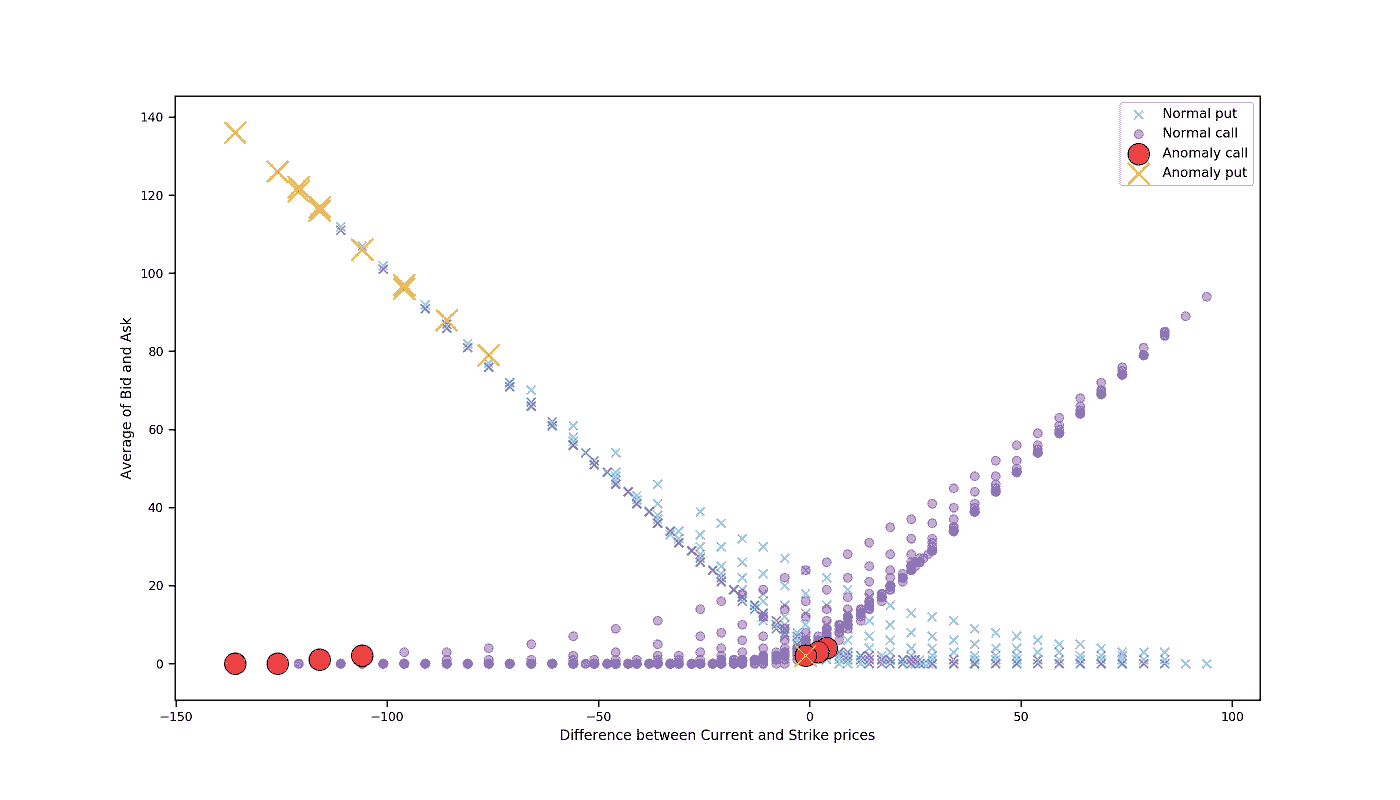 Normal put
Normal call
Anomaly call
Anomaly put
140
120
100
80
60
40
20
0
Average of Bid and Ask
−150
−100
−50
0
50
100
Difference between Current and Strike prices